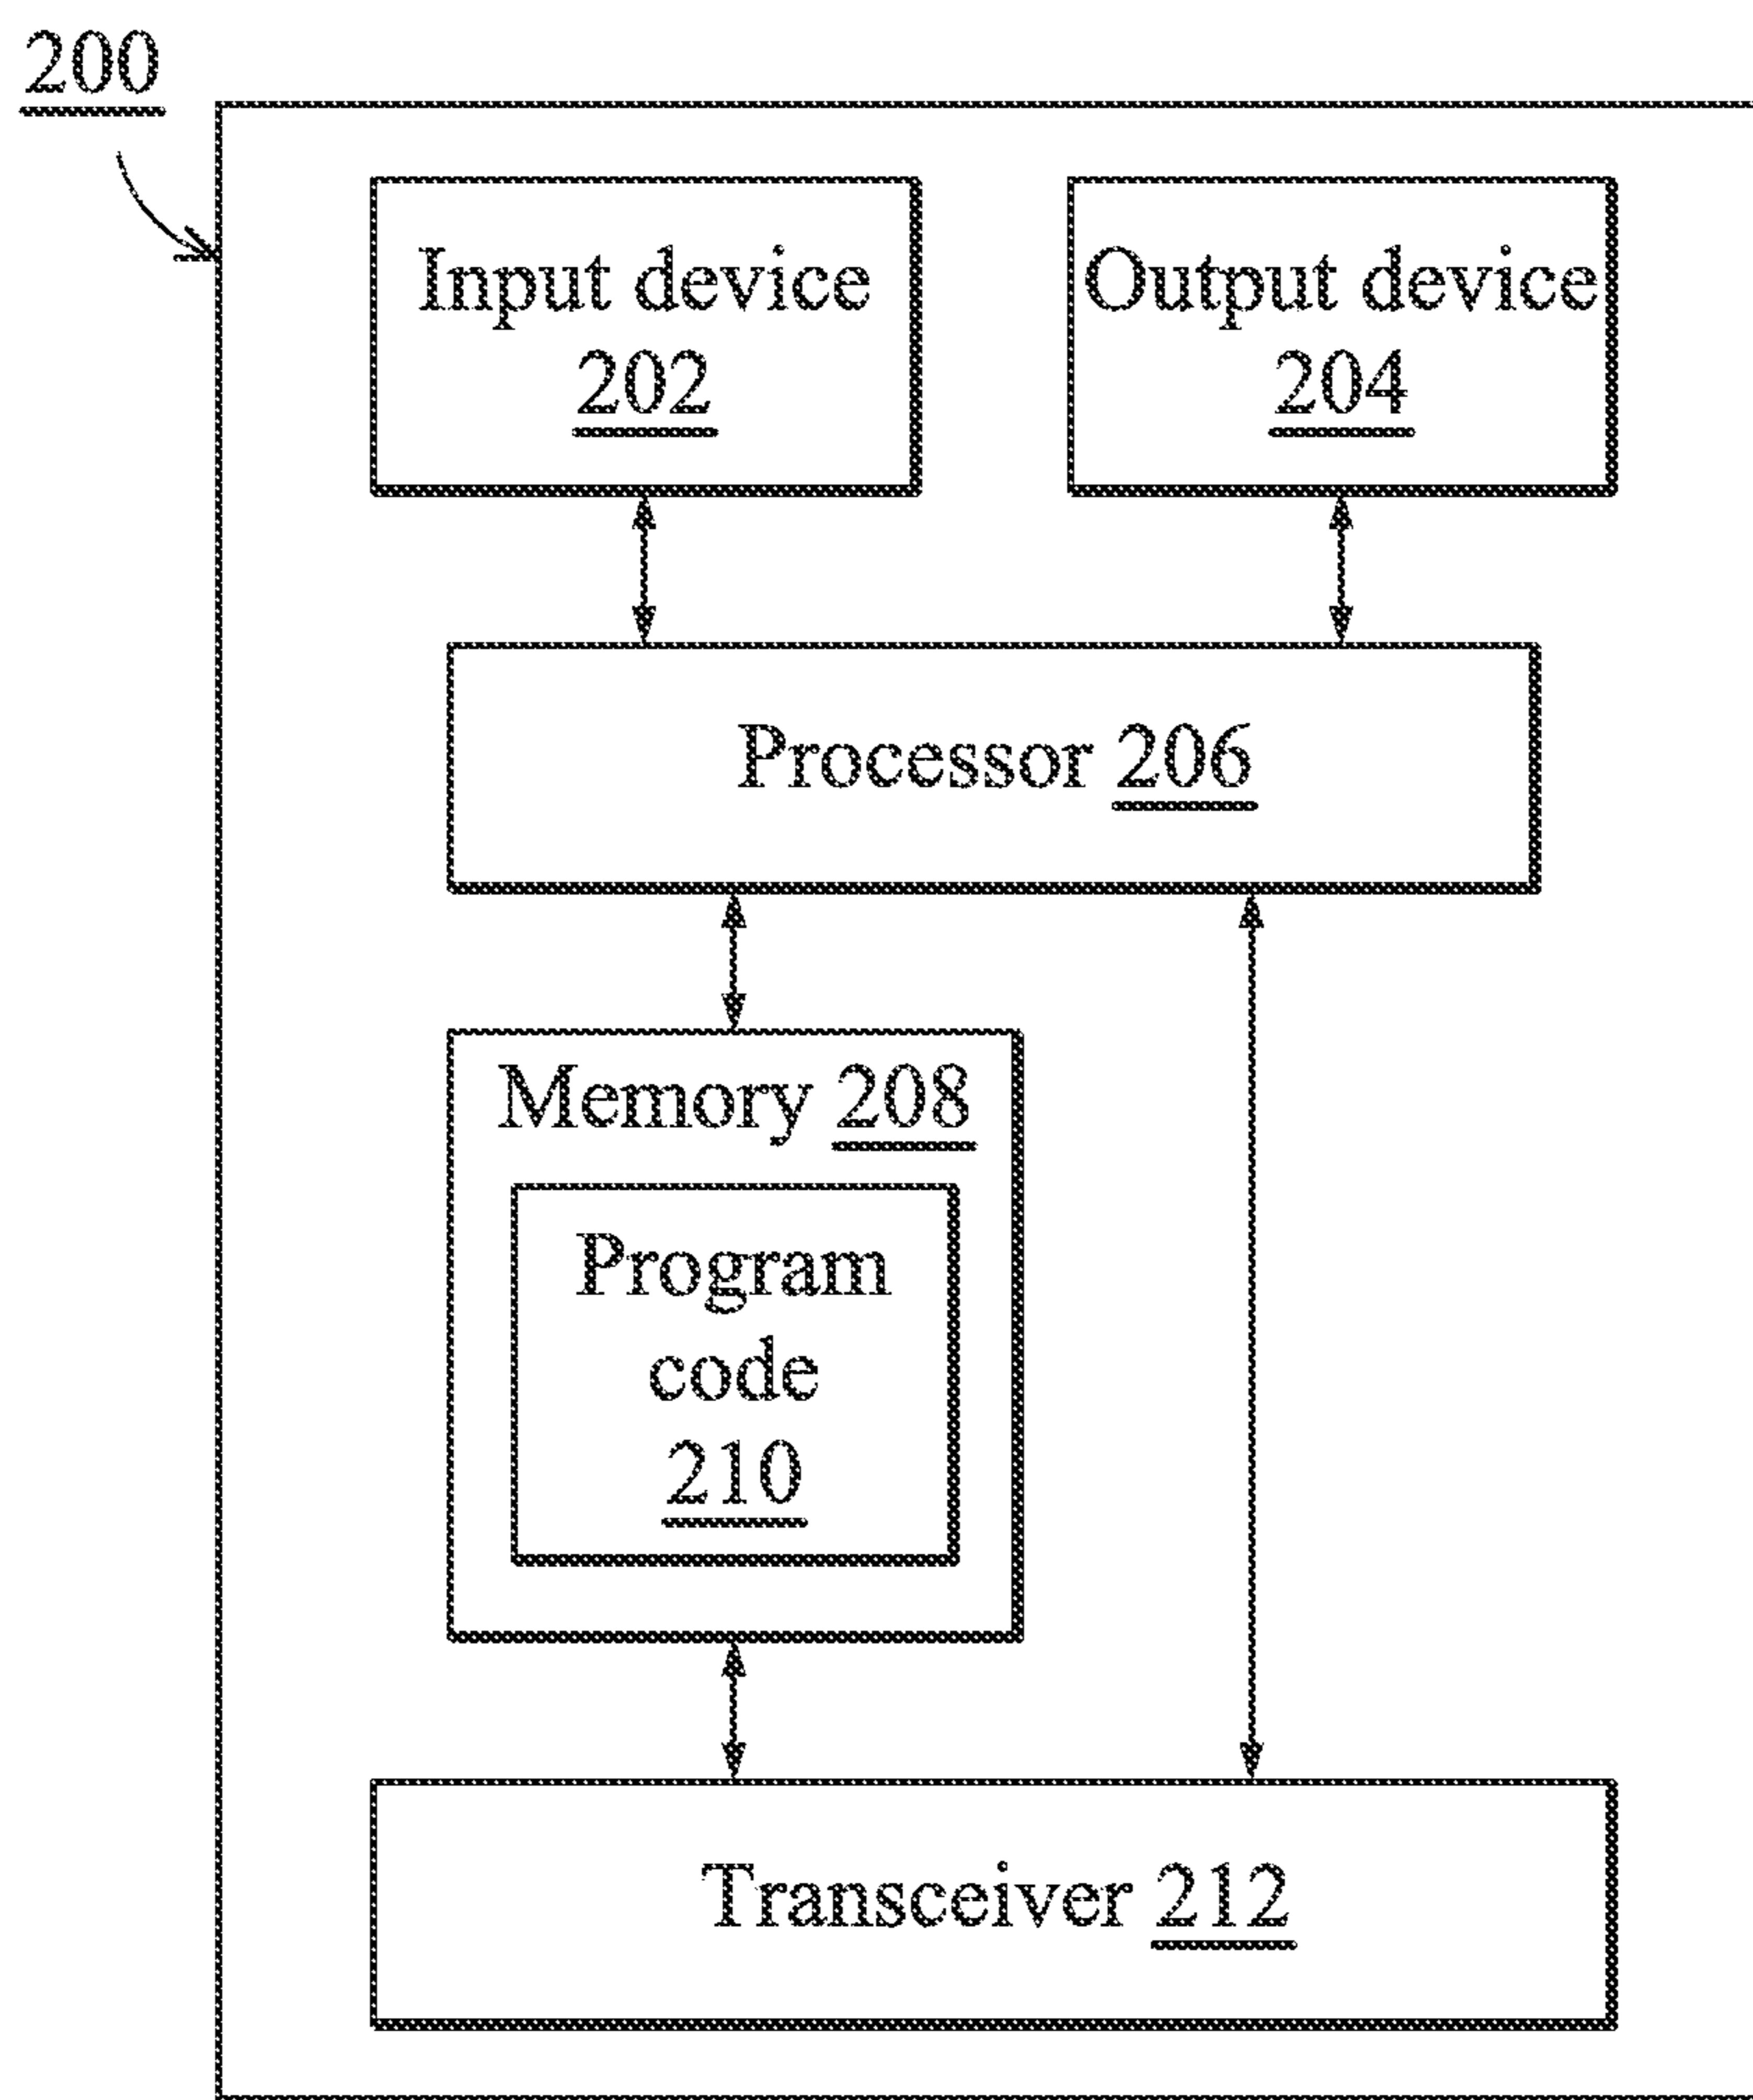 200
Input device
202
Output device
204
Processor 206
Memory 208
Program
code
210
Transceiver 212